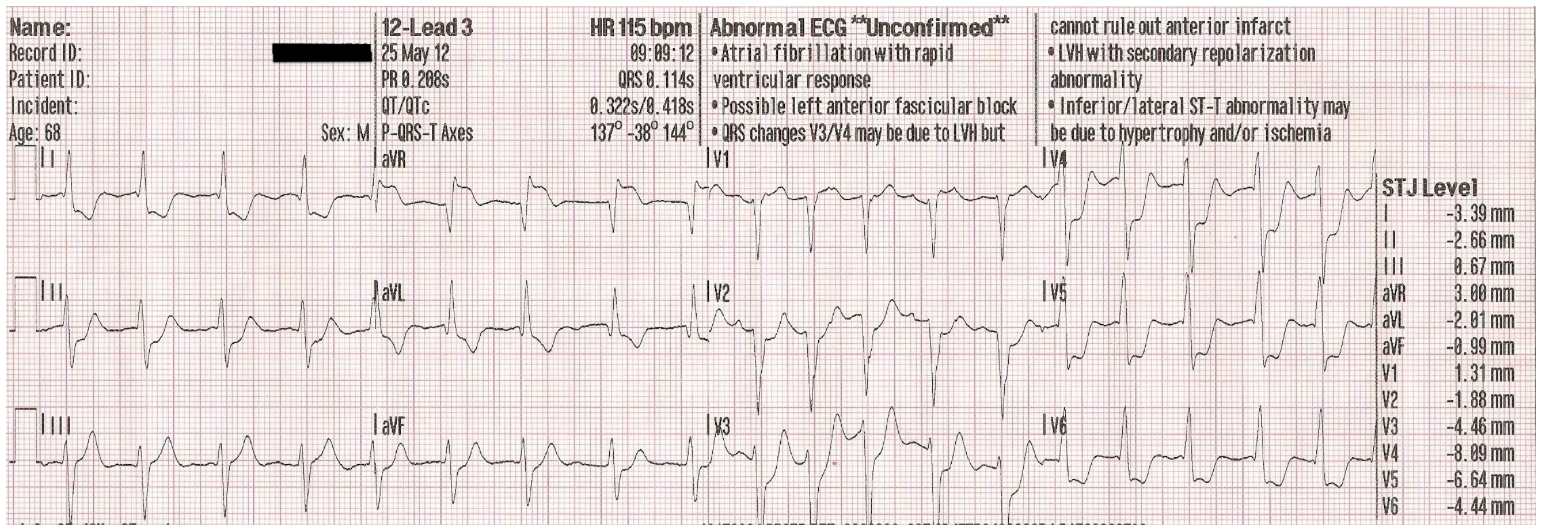 Name:
Record ID:
Patient ID:
Incident:
Age: 68 Sex: M
12-Lead 3 HR 115 bpm
25 May 12 09:09:12
PR 0.208s QRS 0.114s
QT/QTc 0.322s/0.418s
P-QRS-T Axes 137° -38° 144°
Abnormal ECG **Unconfirmed**
• Atrial fibrillation with rapid
ventricular response
• Possible left anterior fascicular block
• QRS changes V3/V4 may be due to LVH but
cannot rule out anterior infarct
• LVH with secondary repolarization
abnormality
• Inferior/lateral ST-T abnormality may
be due to hypertrophy and/or ischemia
I aVR V1 V4
II aVL V2 V5
III aVF V3 V6
STJ Level
I -3.39 mm
II -2.66 mm
III 0.67 mm
aVR 3.00 mm
aVL -2.01 mm
aVF -0.99 mm
V1 1.31 mm
V2 -1.88 mm
V3 -4.46 mm
V4 -8.09 mm
V5 -6.64 mm
V6 -4.44 mm